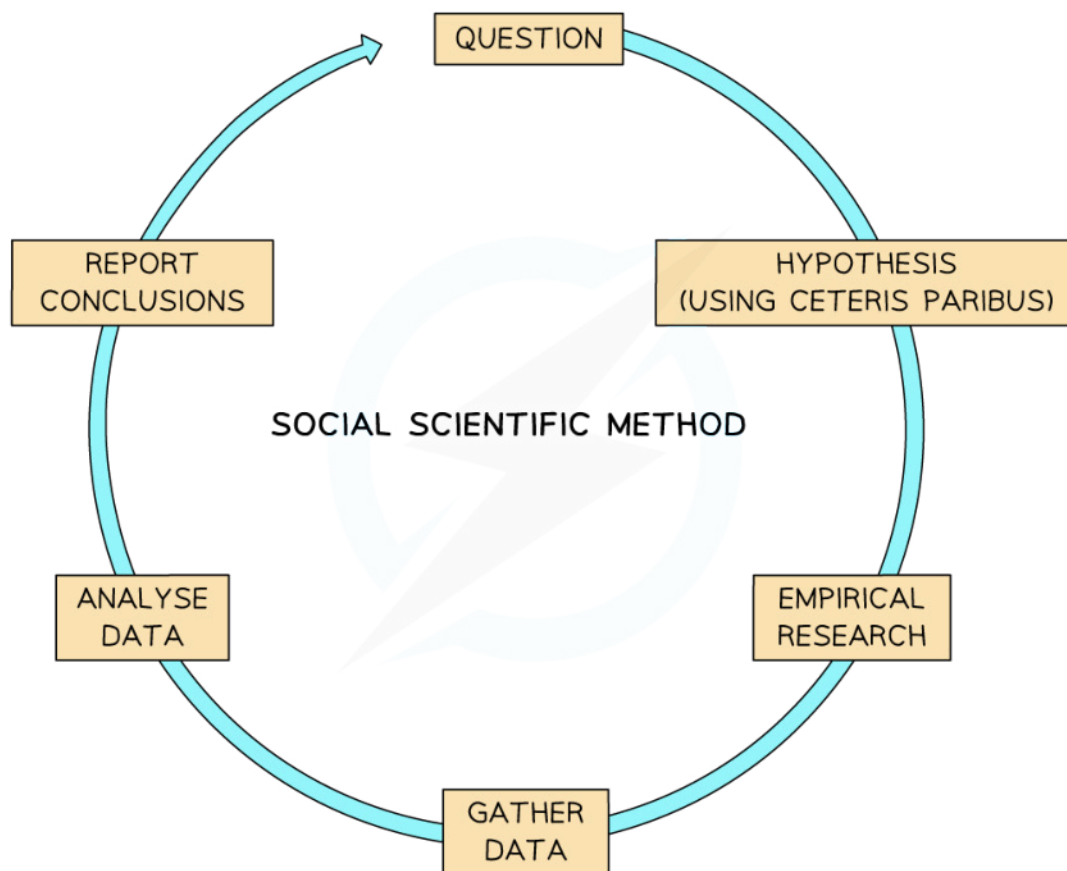 QUESTION
HYPOTHESIS
(USING CETERIS PARIBUS)
EMPIRICAL
RESEARCH
GATHER
DATA
ANALYSE
DATA
REPORT
CONCLUSIONS
SOCIAL SCIENTIFIC METHOD